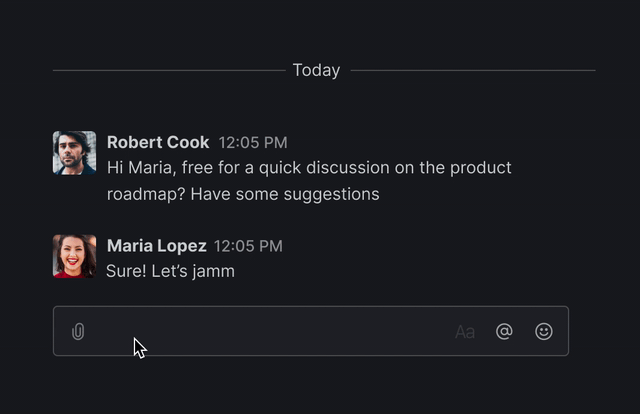 Today
Robert Cook 12:05 PM
Hi Maria, free for a quick discussion on the product
roadmap? Have some suggestions
Maria Lopez 12:05 PM
Sure! Let’s jamm
Aa @